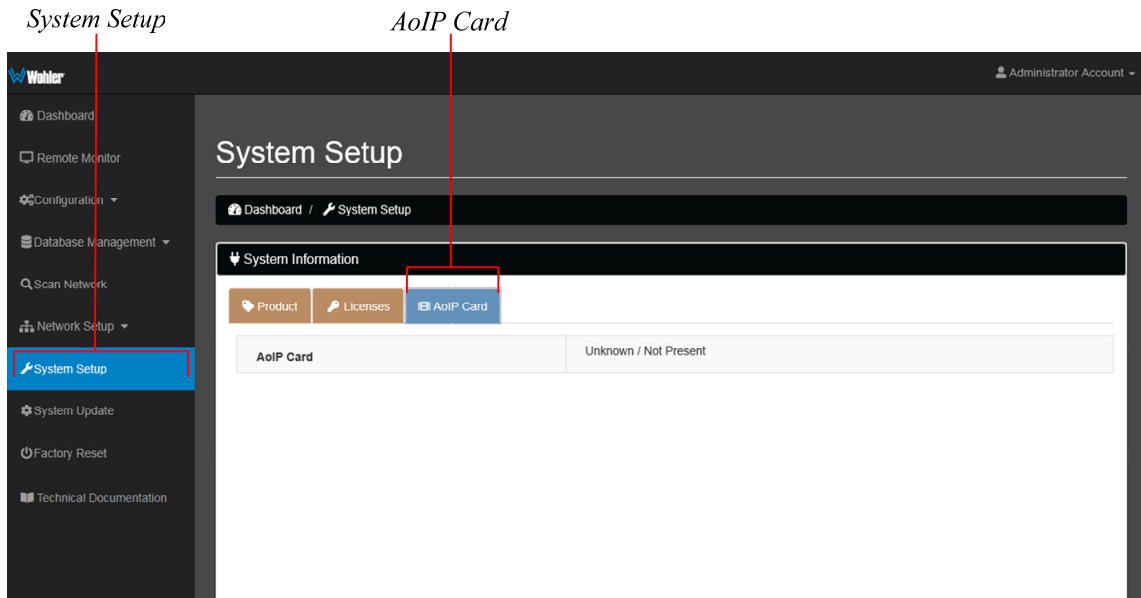 System Setup
AoIP Card
Wohler
Administrator Account
Dashboard
Remote Monitor
Configuration
Database Management
Scan Network
Network Setup
System Setup
System Update
Factory Reset
Technical Documentation
System Setup
Dashboard / System Setup
System Information
Product
Licenses
AoIP Card
AoIP Card
Unknown / Not Present